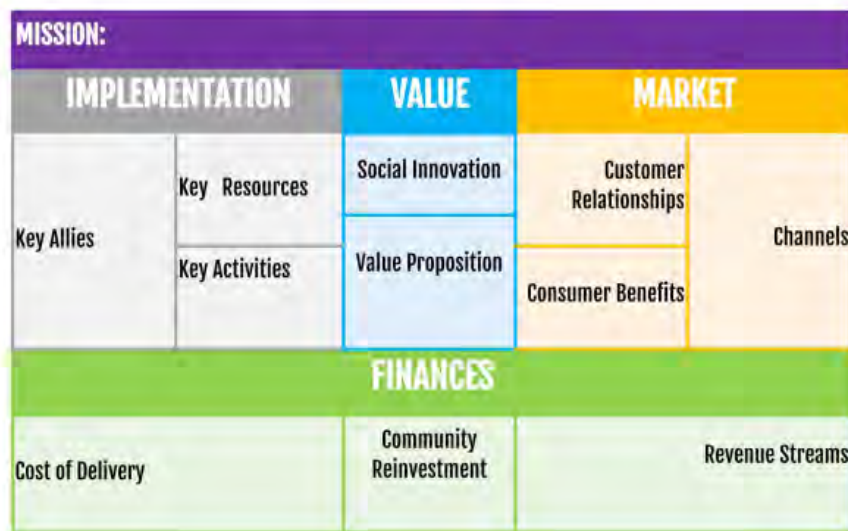 MISSION:
IMPLEMENTATION
VALUE
MARKET
Key Allies
Key Resources
Key Activities
Social Innovation
Value Proposition
Customer
Relationships
Consumer Benefits
Channels
FINANCES
Cost of Delivery
Community
Reinvestment
Revenue Streams